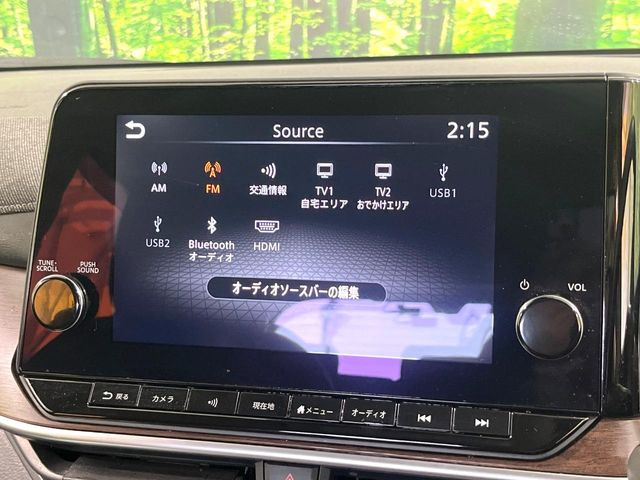 Source
2:15
AM
FM
交通情報
TV1
自宅エリア
TV2
おでかけエリア
USB1
USB2
Bluetooth
オーディオ
HDMI
オーディオソースバーの編集
TUNE・
SCROLL
PUSH
SOUND
VOL
戻る
カメラ
現在地
メニュー
オーディオ